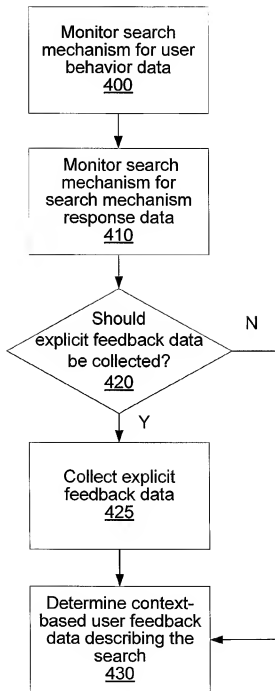 Monitor search
mechanism for user
behavior data
400
Monitor search
mechanism for
search mechanism
response data
410
Should
explicit feedback data
be collected?
420
N
Y
Collect explicit
feedback data
425
Determine context-
based user feedback
data describing the
search
430